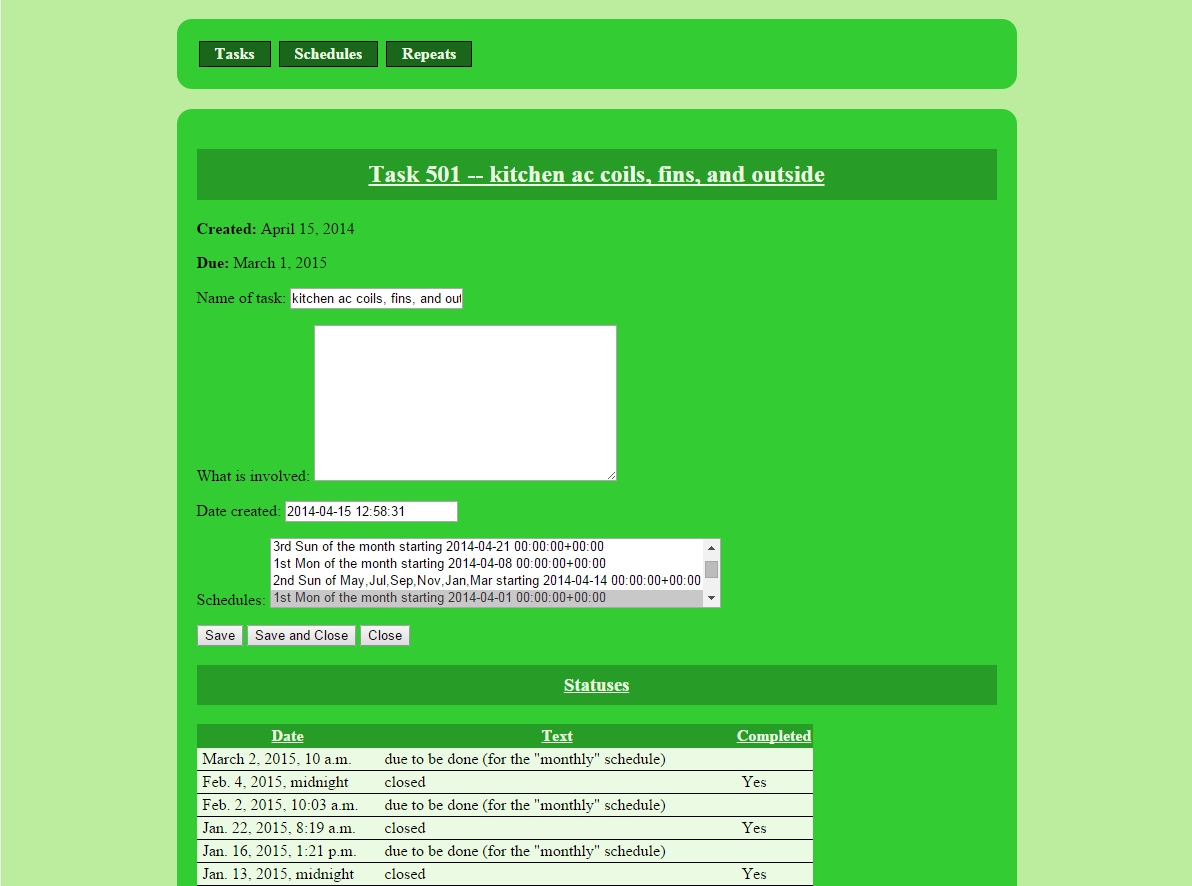 Tasks Schedules Repeats
Task 501 -- kitchen ac coils, fins, and outside
Created: April 15, 2014
Due: March 1, 2015
Name of task: kitchen ac coils, fins, and out
What is involved:
Date created: 2014-04-15 12:58:31
3rd Sun of the month starting 2014-04-21 00:00:00+00:00
1st Mon of the month starting 2014-04-08 00:00:00+00:00
2nd Sun of May,Jul,Sep,Nov,Jan,Mar starting 2014-04-14 00:00:00+00:00
Schedules: 1st Mon of the month starting 2014-04-01 00:00:00+00:00
Save Save and Close Close
Statuses
Date Text Completed
March 2, 2015, 10 a.m. due to be done (for the "monthly" schedule)
Feb. 4, 2015, midnight closed Yes
Feb. 2, 2015, 10:03 a.m. due to be done (for the "monthly" schedule)
Jan. 22, 2015, 8:19 a.m. closed Yes
Jan. 16, 2015, 1:21 p.m. due to be done (for the "monthly" schedule)
Jan. 13, 2015, midnight closed Yes